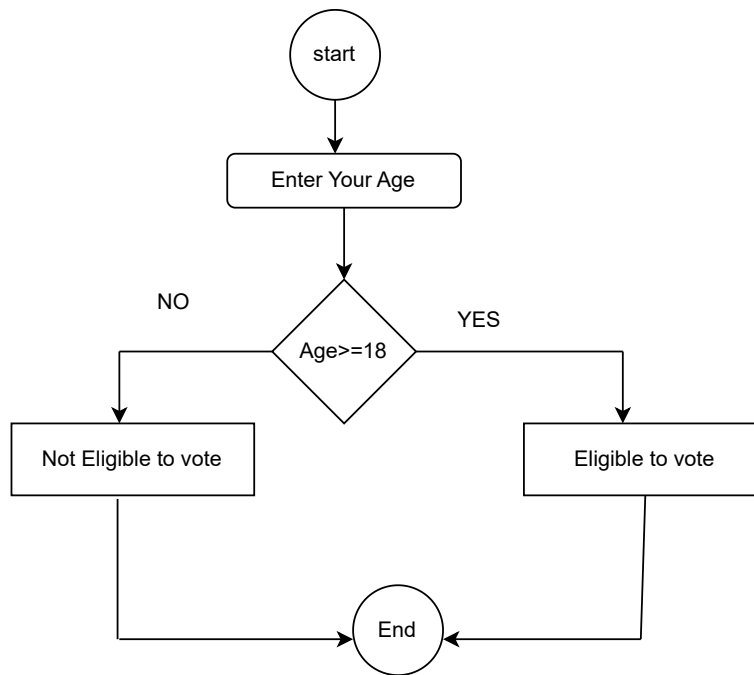 start
Enter Your Age
NO
YES
Age>=18
Not Eligible to vote
Eligible to vote
End